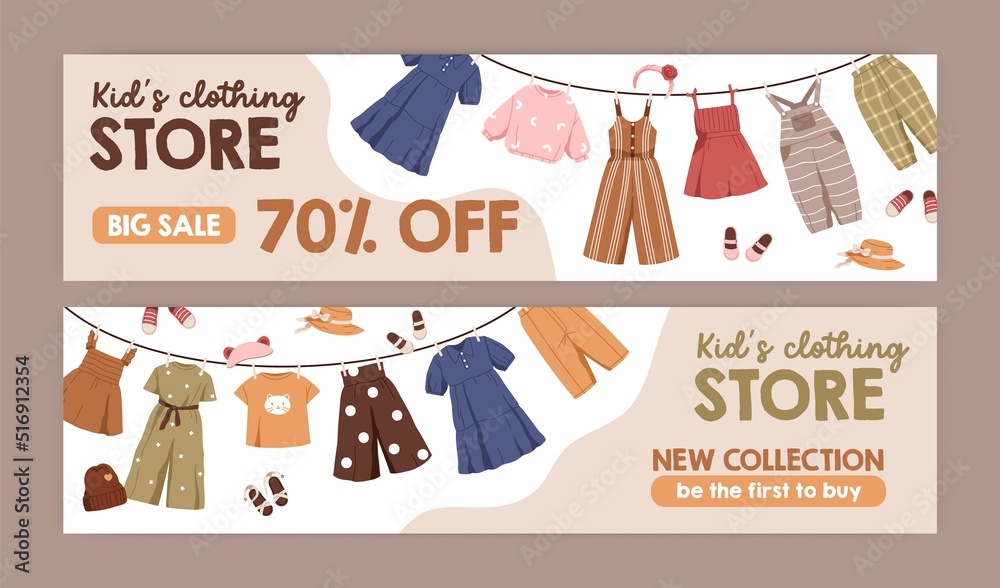 Kid's clothing
STORE
BIG SALE
70% OFF
Kid's clothing
STORE
NEW COLLECTION
be the first to buy
Adobe Stock | #516912354